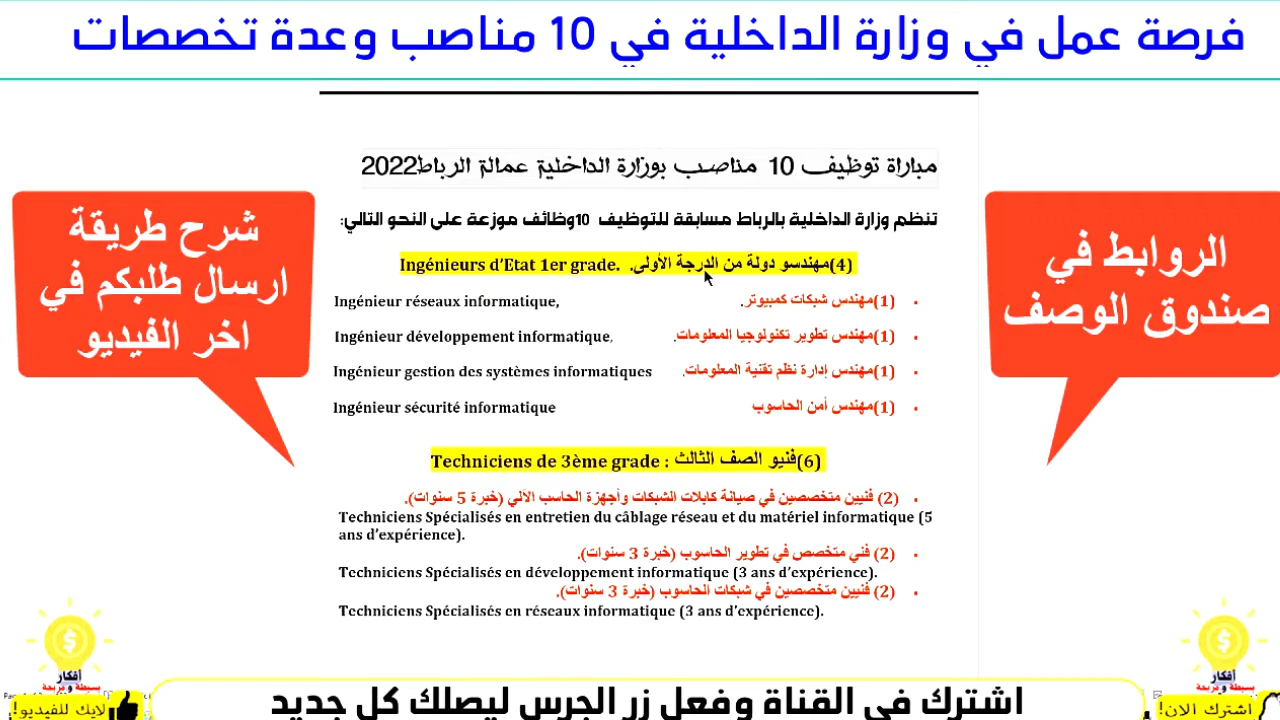 فرصة عمل في وزارة الداخلية في 10 مناصب وعدة تخصصات
مباراة توظيف 10 مناصب بوزارة الداخلية عمالة الرباط2022
تنظم وزارة الداخلية بالرباط مسابقة للتوظيف 10وظائف موزعة على النحو التالي:
(4)مهندسو دولة من الدرجة الأولى. Ingénieurs d'Etat 1er grade.
(1)مهندس شبكات كمبيوتر. Ingénieur réseaux informatique,
(1)مهندس تطوير تكنولوجيا المعلومات. Ingénieur développement informatique,
(1)مهندس إدارة نظم تقنية المعلومات. Ingénieur gestion des systèmes informatiques
(1)مهندس أمن الحاسوب Ingénieur sécurité informatique
(6)فنيو الصف الثالث : Techniciens de 3ème grade
(2) فنيين متخصصين في صيانة كابلات الشبكات وأجهزة الحاسب الآلي (خبرة 5 سنوات).
Techniciens Spécialisés en entretien du câblage réseau et du matériel informatique (5
ans d'expérience).
(2) فني متخصص في تطوير الحاسوب (خبرة 3 سنوات).
Techniciens Spécialisés en développement informatique (3 ans d'expérience).
(2) فنيين متخصصين في شبكات الحاسوب (خبرة 3 سنوات).
Techniciens Spécialisés en réseaux informatique (3 ans d'expérience).
الروابط في
صندوق الوصف
شرح طريقة
ارسال طلبكم في
اخر الفيديو
أفكار
بسيطة و مربحة
اشترك الان!
أفكار
بسيطة و مربحة
لايك للفيديو!
اشترك في القناة وفعل زر الجرس ليصلك كل جديد